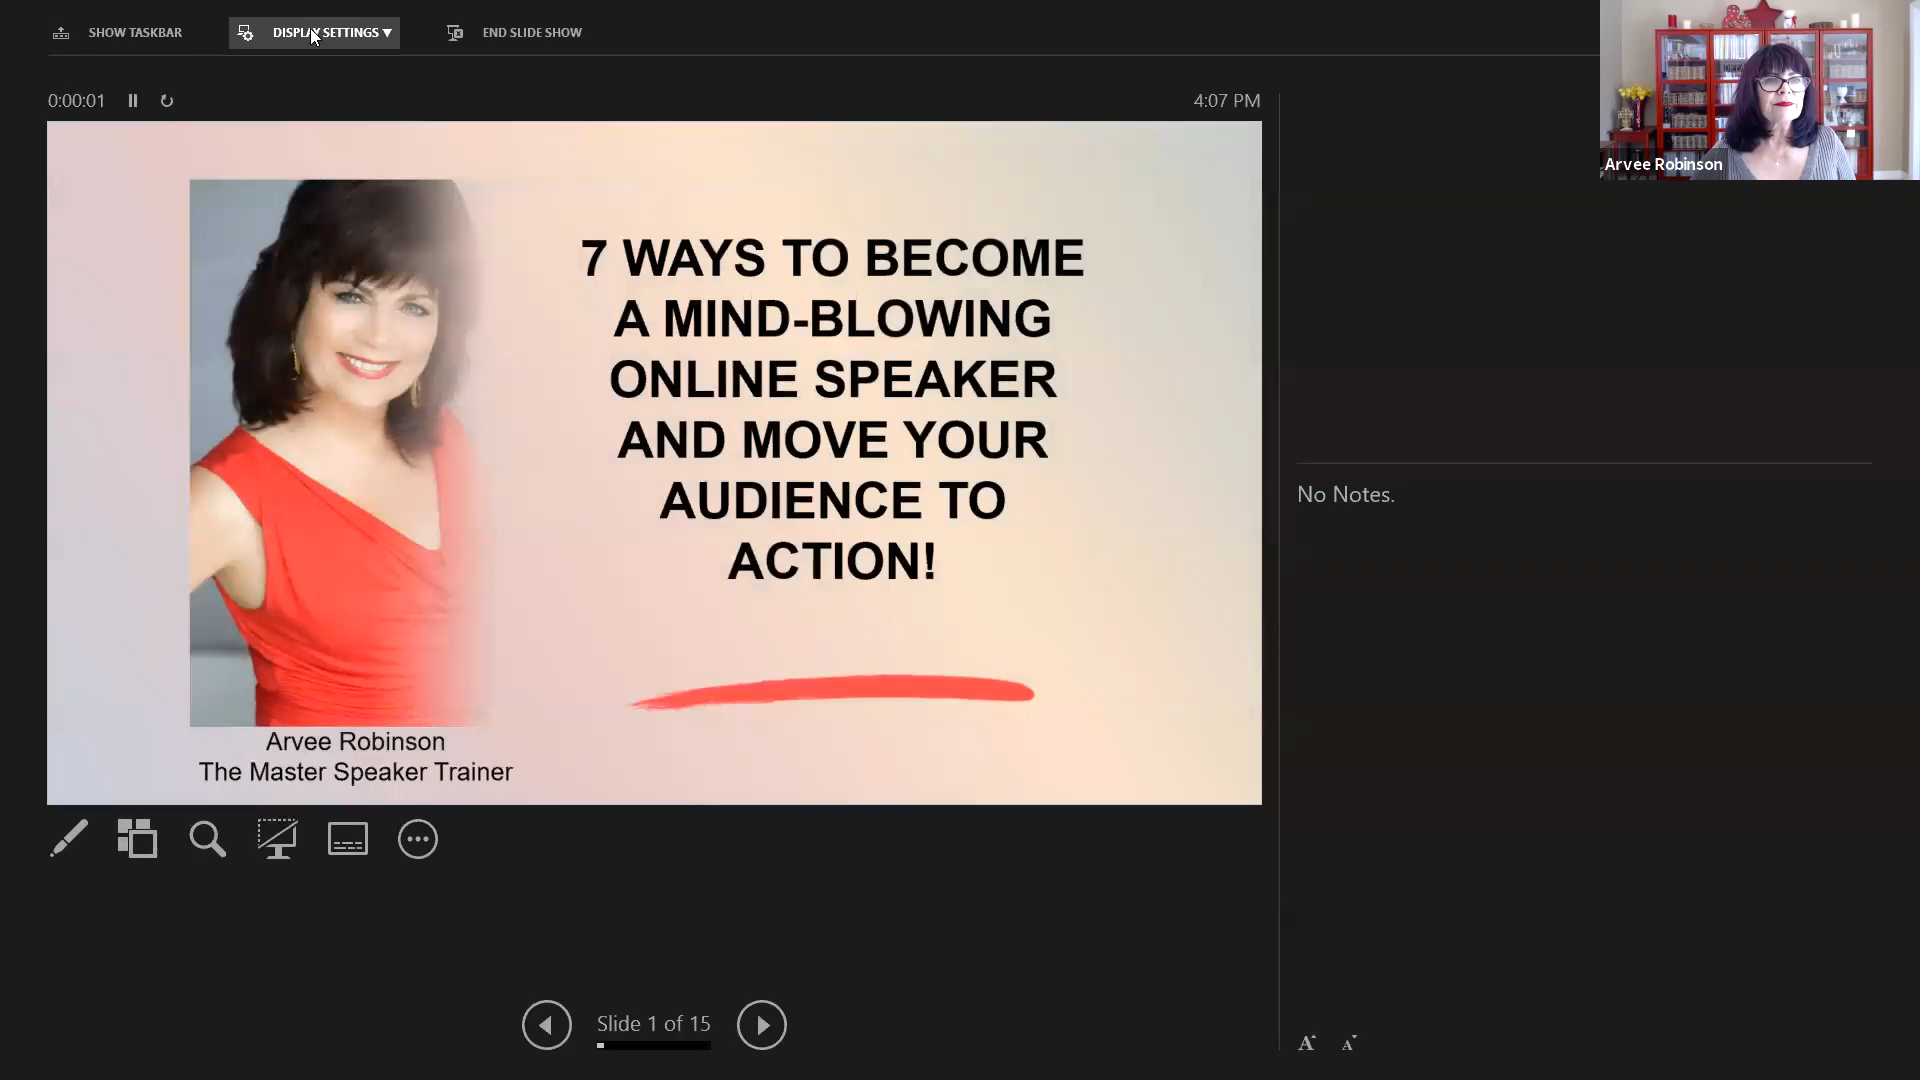 SHOW TASKBAR
DISPLAY SETTINGS ▼
END SLIDE SHOW
0:00:01
4:07 PM
Arvee Robinson
7 WAYS TO BECOME
A MIND-BLOWING
ONLINE SPEAKER
AND MOVE YOUR
AUDIENCE TO
ACTION!
Arvee Robinson
The Master Speaker Trainer
No Notes.
Slide 1 of 15
A A